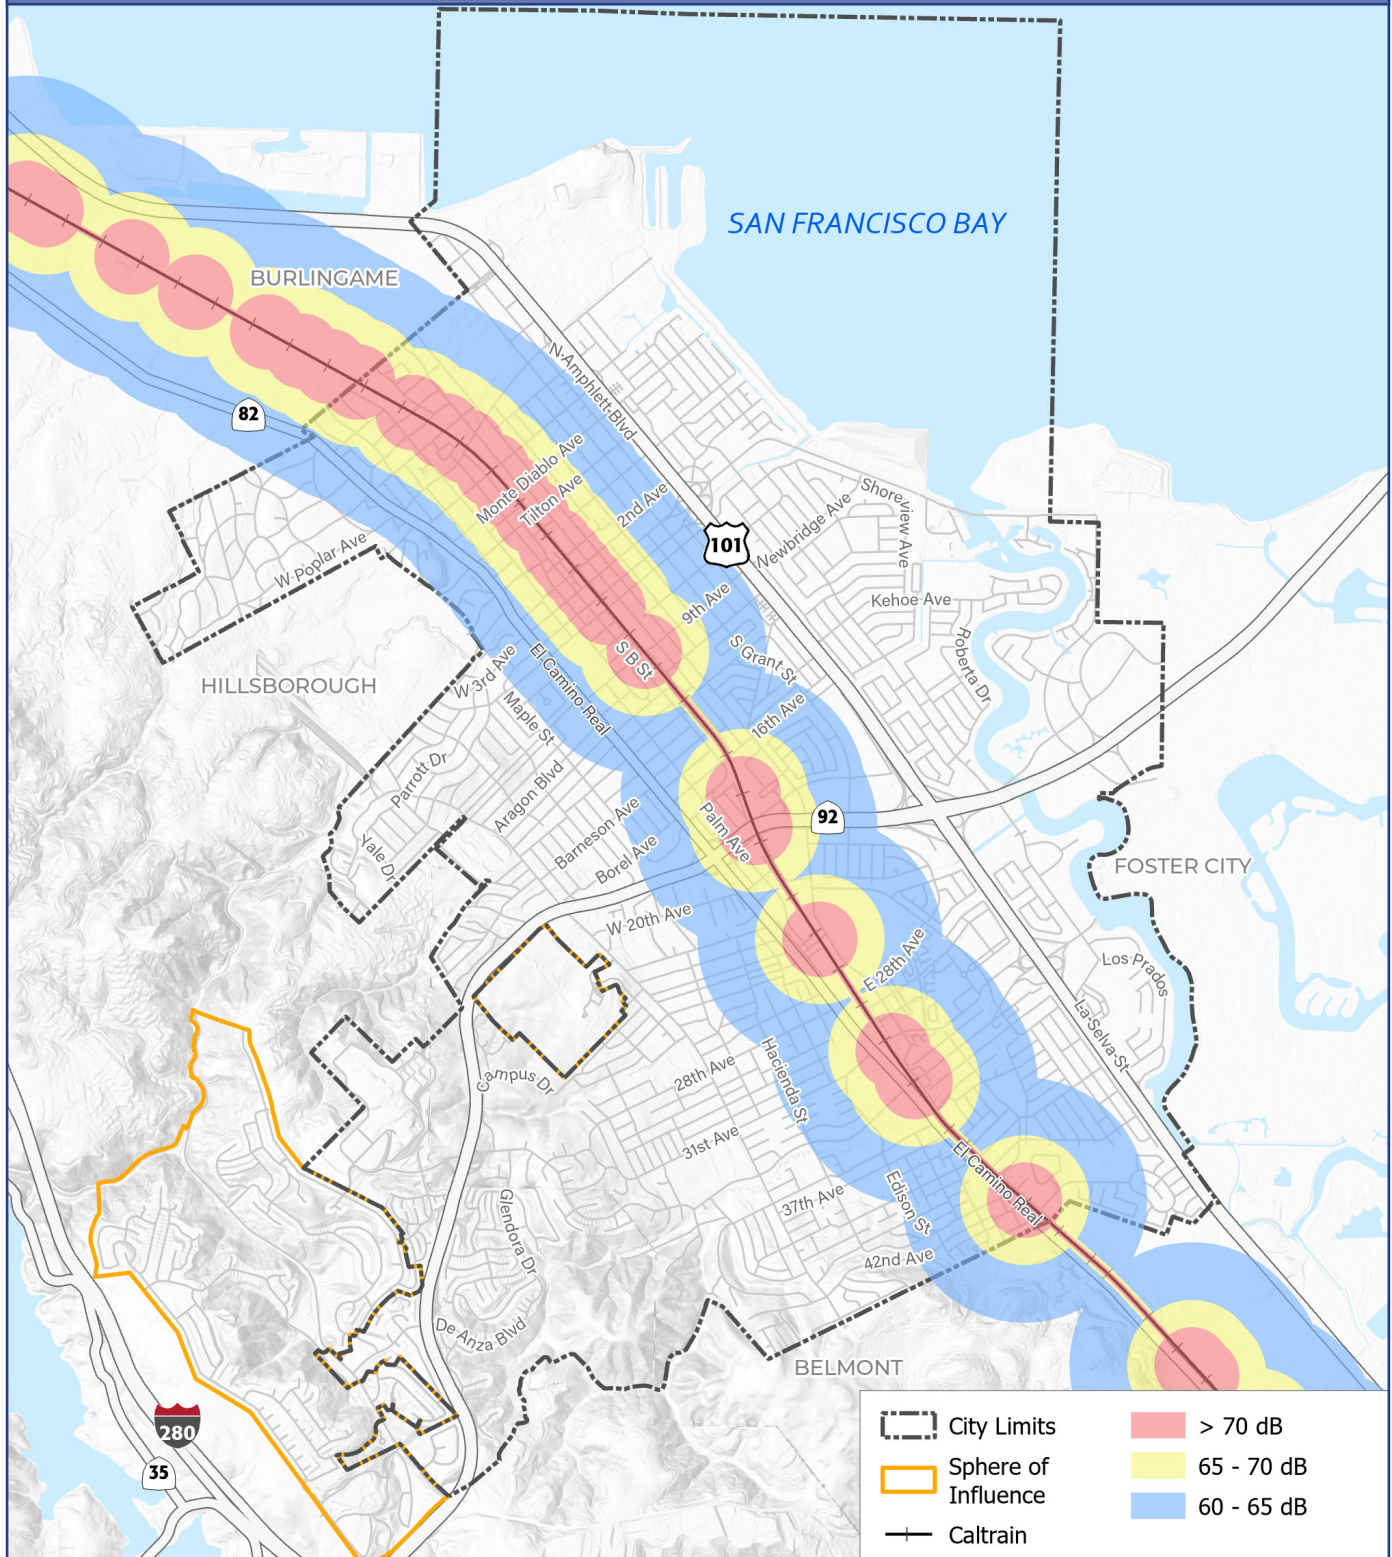 SAN FRANCISCO BAY
BURLINGAME
N Amphlett Blvd
82
Monte Diablo Ave
Tilton Ave
2nd Ave
Shoreview Ave
Newbridge Ave
101
W Poplar Ave
9th Ave
Kehoe Ave
S Grant St
Roberta Dr
S B St
El Camino Real
W 3rd Ave
HILLSBOROUGH
Maple St
16th Ave
Parrott Dr
Aragon Blvd
92
Palm Ave
Barneson Ave
Borel Ave
Yale Dr
FOSTER CITY
W 20th Ave
E 28th Ave
Los Prados
La Selva St
Campus Dr
28th Ave
Hacienda St
31st Ave
El Camino Real
37th Ave
Edison St
Glendora Dr
42nd Ave
De Anza Blvd
BELMONT
280
35
City Limits
Sphere of
Influence
Caltrain
> 70 dB
65 - 70 dB
60 - 65 dB